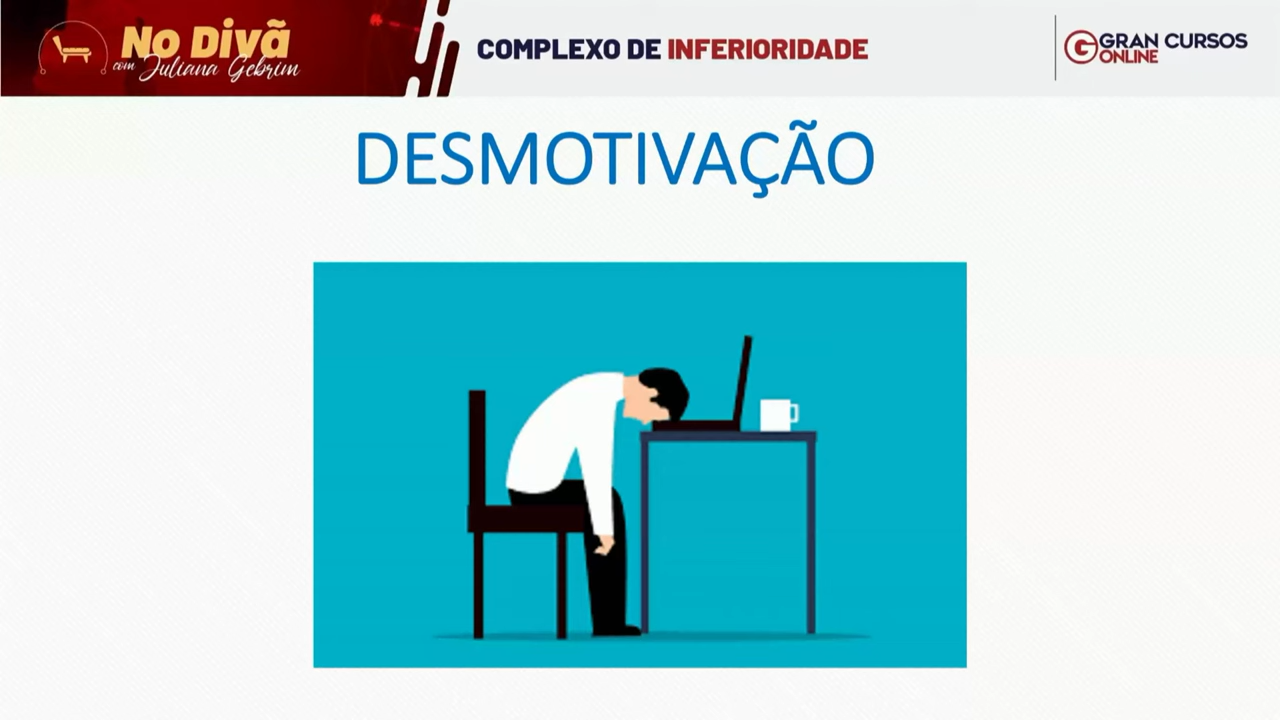 No Divã
com Juliana Gebrim
COMPLEXO DE INFERIORIDADE
GRAN CURSOS
ONLINE
DESMOTIVAÇÃO